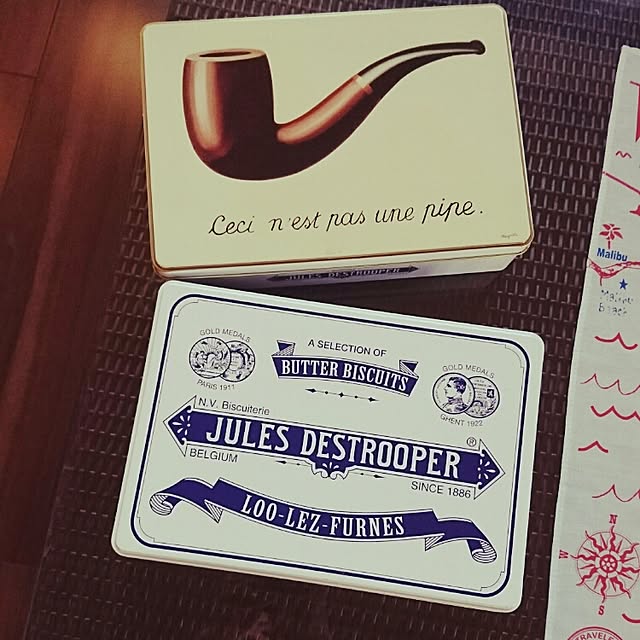 Ceci n'est pas une pipe.
JULES DESTROOPER
GOLD MEDALS
PARIS 1911
A SELECTION OF
BUTTER BISCUITS
GOLD MEDALS
GHENT 1922
N.V. Biscuiterie
JULES DESTROOPER ®
BELGIUM
SINCE 1886
LOO-LEZ-FURNES
Malibu
N
W
S
TRAVELER